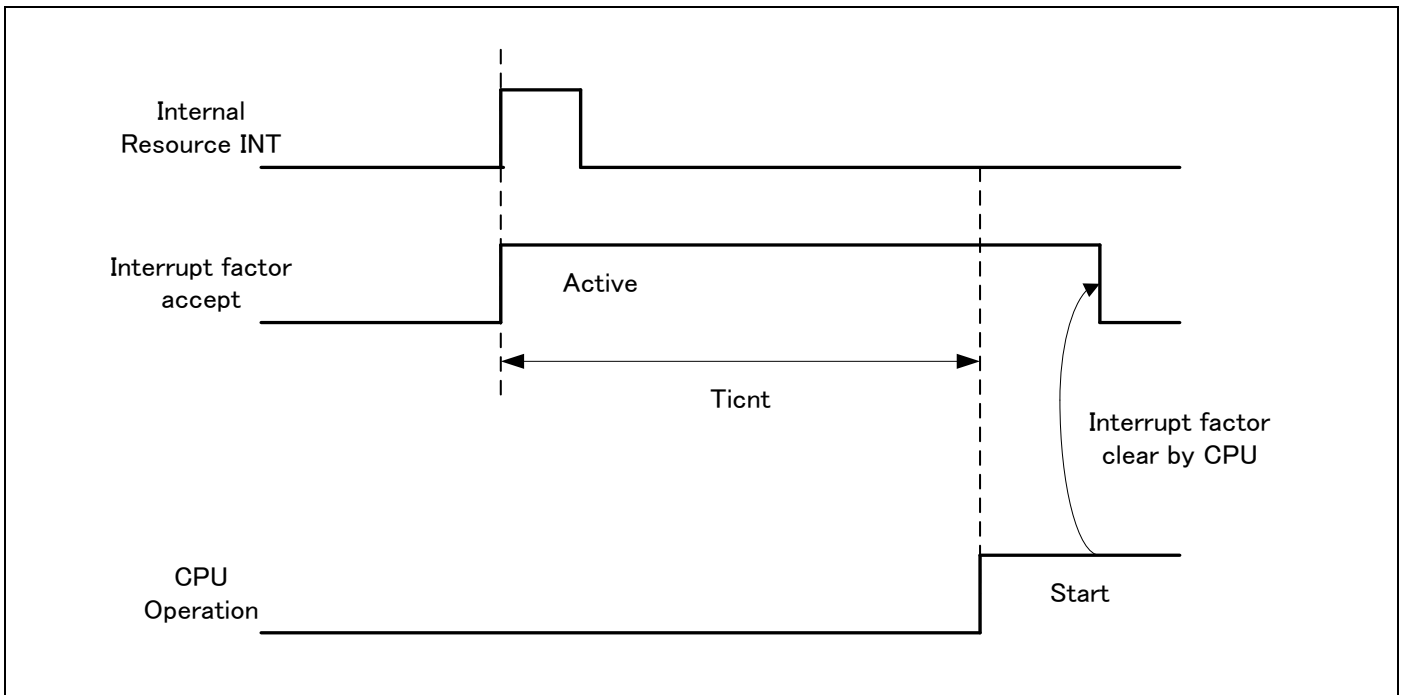 Internal
Resource INT
Interrupt factor
accept
Active
Ticnt
Interrupt factor
clear by CPU
CPU
Operation
Start